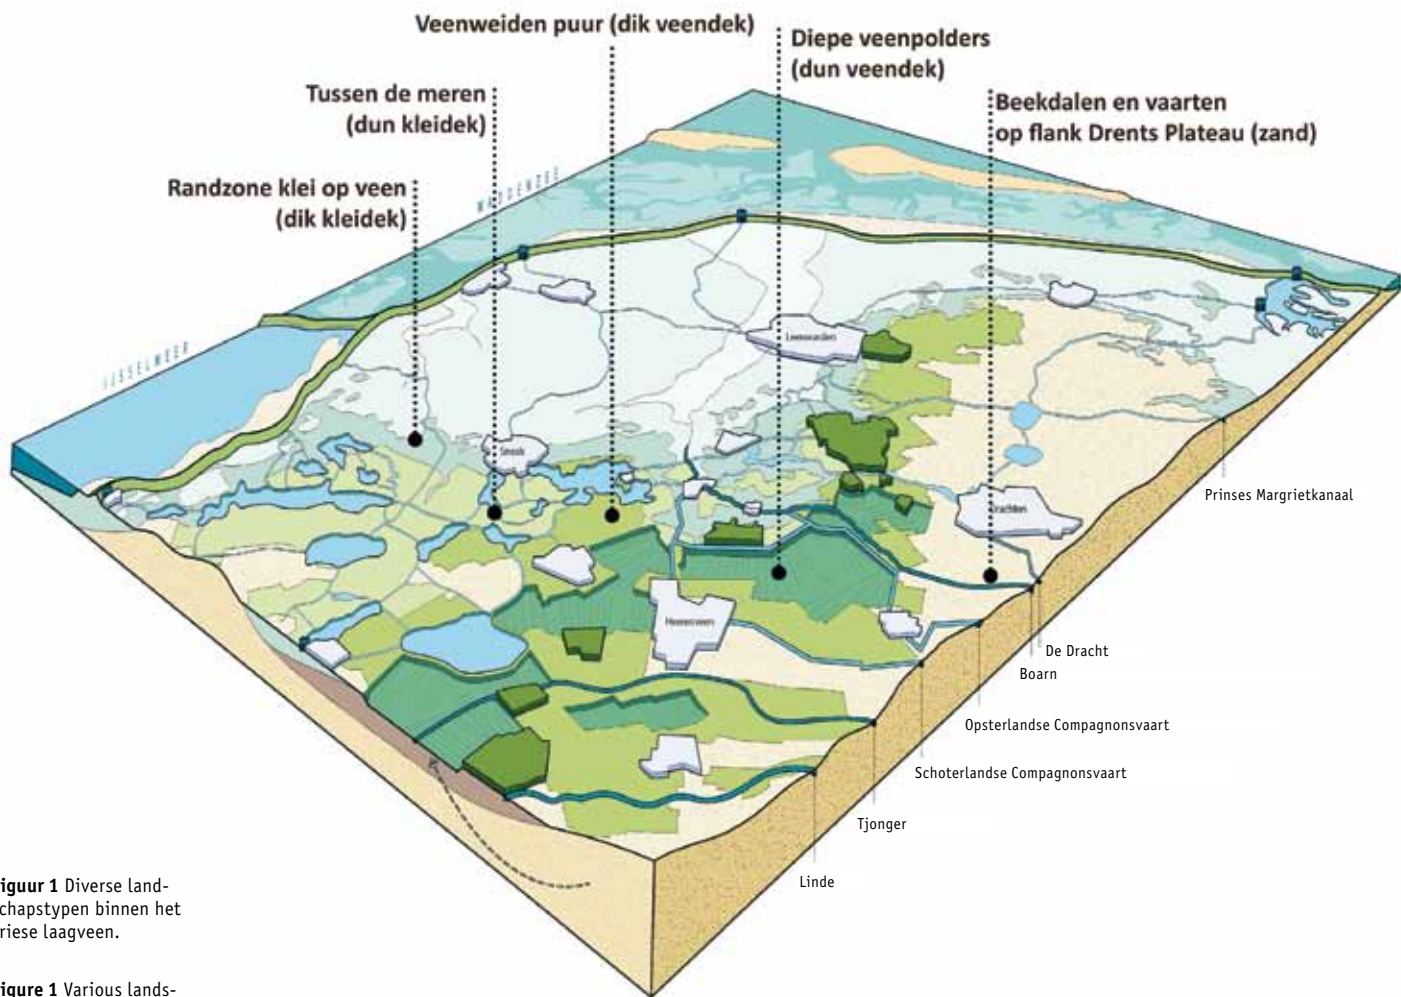 Veenweiden puur (dik veendek)
Diepe veenpolders
(dun veendek)
Tussen de meren
(dun kleidek)
Beekdalen en vaarten
op flank Drents Plateau (zand)
Randzone klei op veen
(dik kleidek)
WADDENZEE
IJSSELMEER
Leeuwarden
Sneek
Drachten
Heerenveen
Prinses Margrietkanaal
De Dracht
Boarn
Opsterlandse Compagnonsvaart
Schoterlandse Compagnonsvaart
Tjonger
Linde
iguur 1 Diverse land-
chapstypen binnen het
riese laagveen.
igure 1 Various lands-